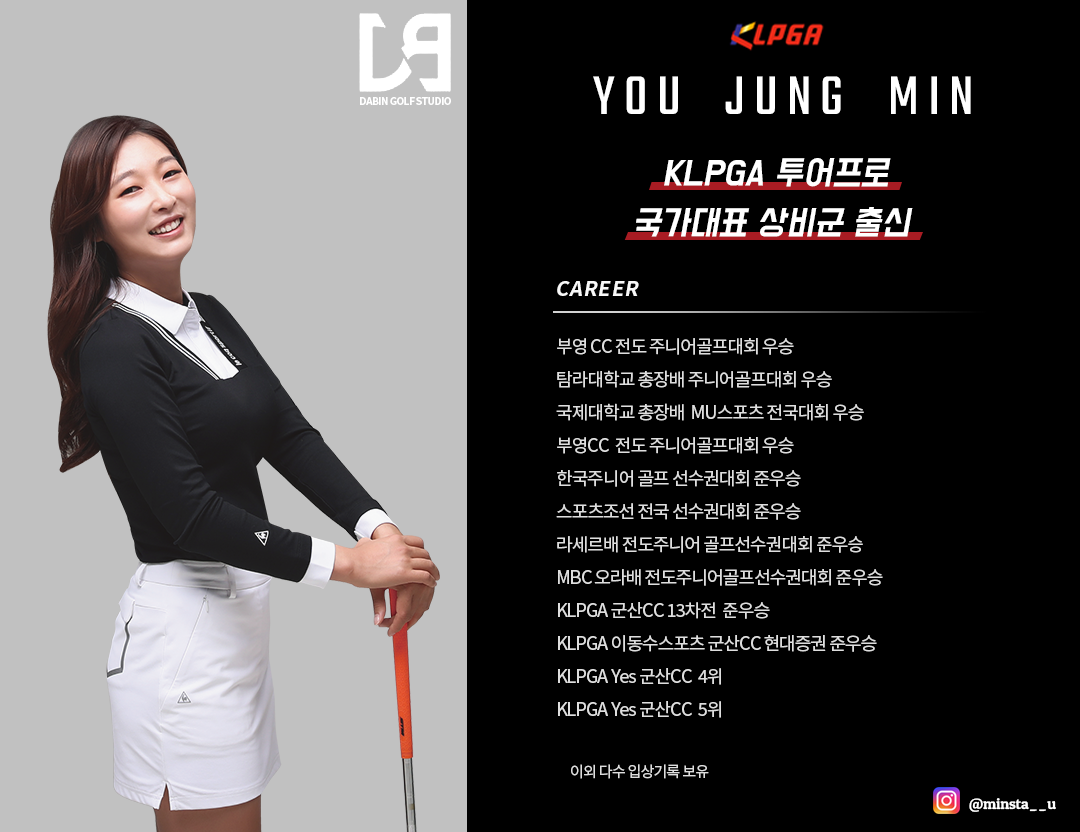 DB
DABIN GOLF STUDIO
KLPGA
YOU JUNG MIN
KLPGA 투어프로
국가대표 상비군 출신
CAREER
부영 CC 전도 주니어골프대회 우승
탐라대학교 총장배 주니어골프대회 우승
국제대학교 총장배 MU스포츠 전국대회 우승
부영CC 전도 주니어골프대회 우승
한국주니어 골프 선수권대회 준우승
스포츠조선 전국 선수권대회 준우승
라세르배 전도주니어 골프선수권대회 준우승
MBC 오라배 전도주니어골프선수권대회 준우승
KLPGA 군산CC 13차전 준우승
KLPGA 이동수스포츠 군산CC 현대증권 준우승
KLPGA Yes 군산CC 4위
KLPGA Yes 군산CC 5위
이외 다수 입상기록 보유
@minsta__u